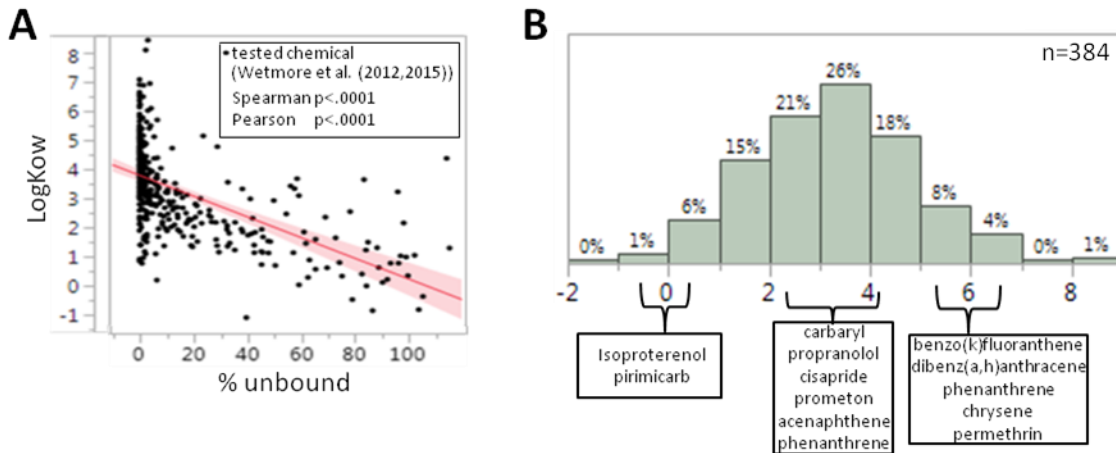 A
8
7
6
5
4
3
2
1
0
-1
LogKow
tested chemical
(Wetmore et al. (2012,2015))
Spearman p<.0001
Pearson p<.0001
0 20 40 60 80 100
% unbound
B
n=384
0%
1%
6%
15%
21%
26%
18%
8%
4%
0%
1%
-2 0 2 4 6 8
Isoproterenol
pirimicarb
carbaryl
propranolol
cisapride
prometon
acenaphthene
phenanthrene
benzo(k)fluoranthene
dibenz(a,h)anthracene
phenanthrene
chrysene
permethrin